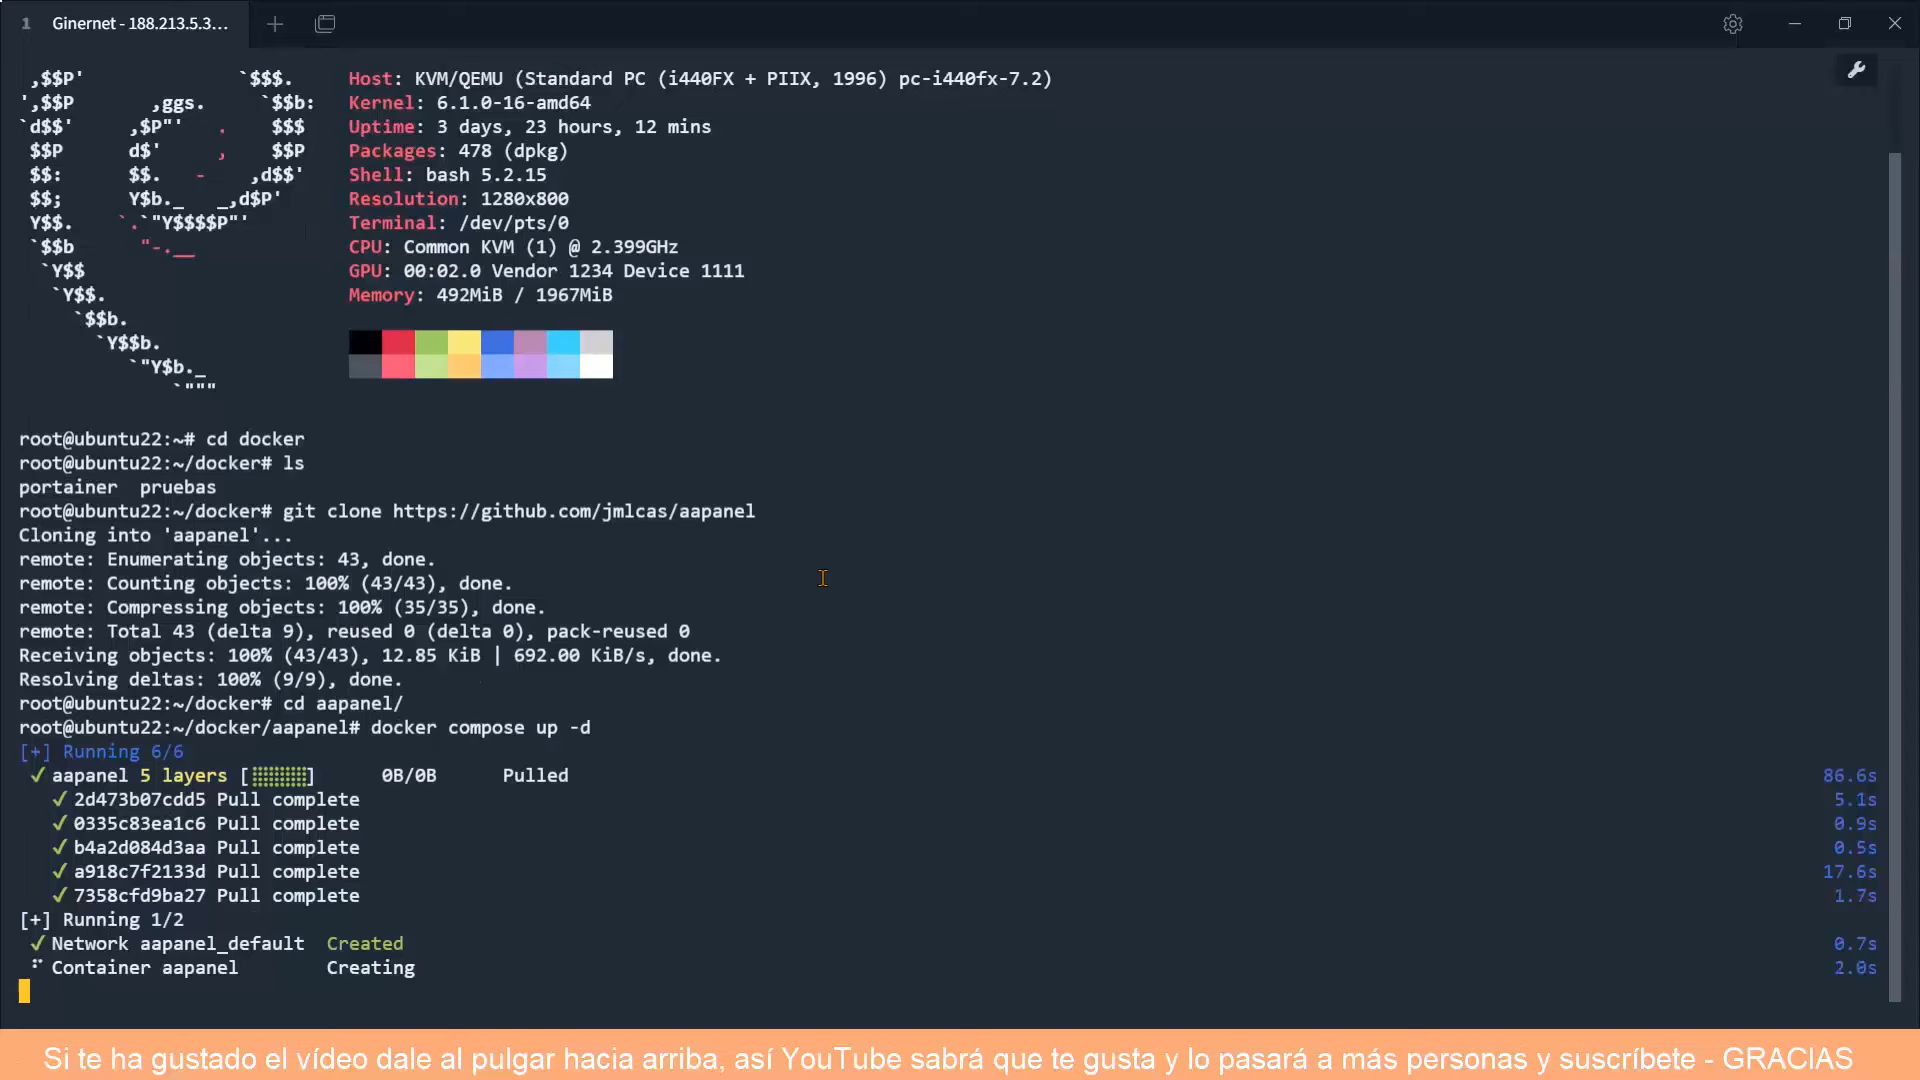 1 Ginernet - 188.213.5.3...
,$$P'               `$$$.     Host: KVM/QEMU (Standard PC (i440FX + PIIX, 1996) pc-i440fx-7.2)
',$$P       ,ggs.     `$$b:   Kernel: 6.1.0-16-amd64
`d$$'     ,$P"'   .    $$$    Uptime: 3 days, 23 hours, 12 mins
$$P      d$'     ,    $$P    Packages: 478 (dpkg)
$$:      $$.   -    ,d$$'    Shell: bash 5.2.15
$$;      Y$b._   _,d$P'      Resolution: 1280x800
Y$$.    `.`"Y$$$$P"'         Terminal: /dev/pts/0
`$$b      "-.__              CPU: Common KVM (1) @ 2.399GHz
`Y$$                        GPU: 00:02.0 Vendor 1234 Device 1111
`Y$$.                      Memory: 492MiB / 1967MiB
`$$b.
`Y$$b.
`"Y$b._
`"""
root@ubuntu22:~# cd docker
root@ubuntu22:~/docker# ls
portainer  pruebas
root@ubuntu22:~/docker# git clone https://github.com/jmlcas/aapanel
Cloning into 'aapanel'...
remote: Enumerating objects: 43, done.
remote: Counting objects: 100% (43/43), done.
remote: Compressing objects: 100% (35/35), done.
remote: Total 43 (delta 9), reused 0 (delta 0), pack-reused 0
Receiving objects: 100% (43/43), 12.85 KiB | 692.00 KiB/s, done.
Resolving deltas: 100% (9/9), done.
root@ubuntu22:~/docker# cd aapanel/
root@ubuntu22:~/docker/aapanel# docker compose up -d
[+] Running 6/6
✓ aapanel 5 layers [⣿⣿⣿⣿⣿]      0B/0B      Pulled 86.6s
✓ 2d473b07cdd5 Pull complete 5.1s
✓ 0335c83ea1c6 Pull complete 0.9s
✓ b4a2d084d3aa Pull complete 0.5s
✓ a918c7f2133d Pull complete 17.6s
✓ 7358cfd9ba27 Pull complete 1.7s
[+] Running 1/2
✓ Network aapanel_default  Created 0.7s
⠋ Container aapanel        Creating 2.0s
Si te ha gustado el vídeo dale al pulgar hacia arriba, así YouTube sabrá que te gusta y lo pasará a más personas y suscríbete - GRACIAS